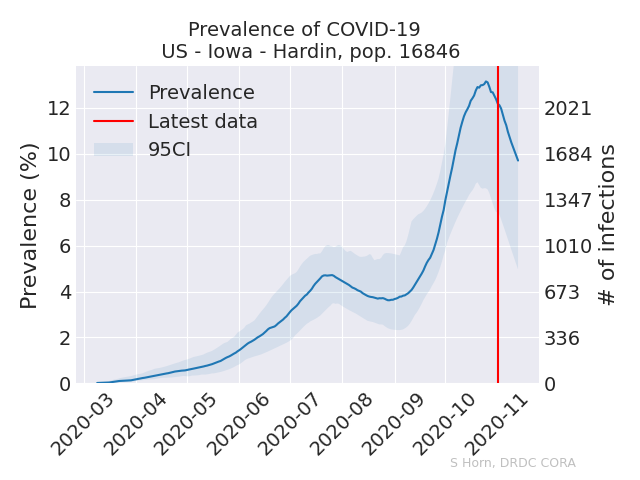 Prevalence of COVID-19
US - Iowa - Hardin, pop. 16846
Prevalence
Latest data
95CI
Prevalence (%)
0
2
4
6
8
10
12
0
336
673
1010
1347
1684
2021
# of infections
2020-03
2020-04
2020-05
2020-06
2020-07
2020-08
2020-09
2020-10
2020-11
S Horn, DRDC CORA